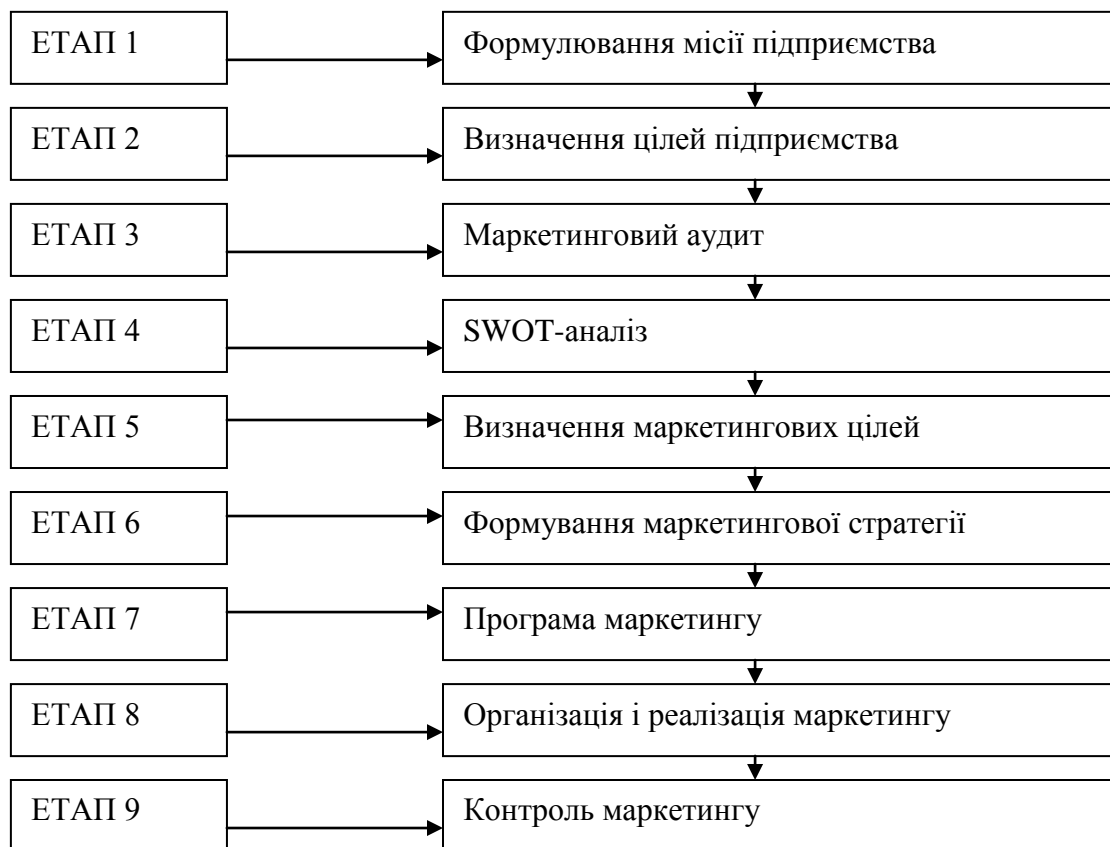 ЕТАП 1
Формулювання місії підприємства
ЕТАП 2
Визначення цілей підприємства
ЕТАП 3
Маркетинговий аудит
ЕТАП 4
SWOT-аналіз
ЕТАП 5
Визначення маркетингових цілей
ЕТАП 6
Формування маркетингової стратегії
ЕТАП 7
Програма маркетингу
ЕТАП 8
Організація і реалізація маркетингу
ЕТАП 9
Контроль маркетингу